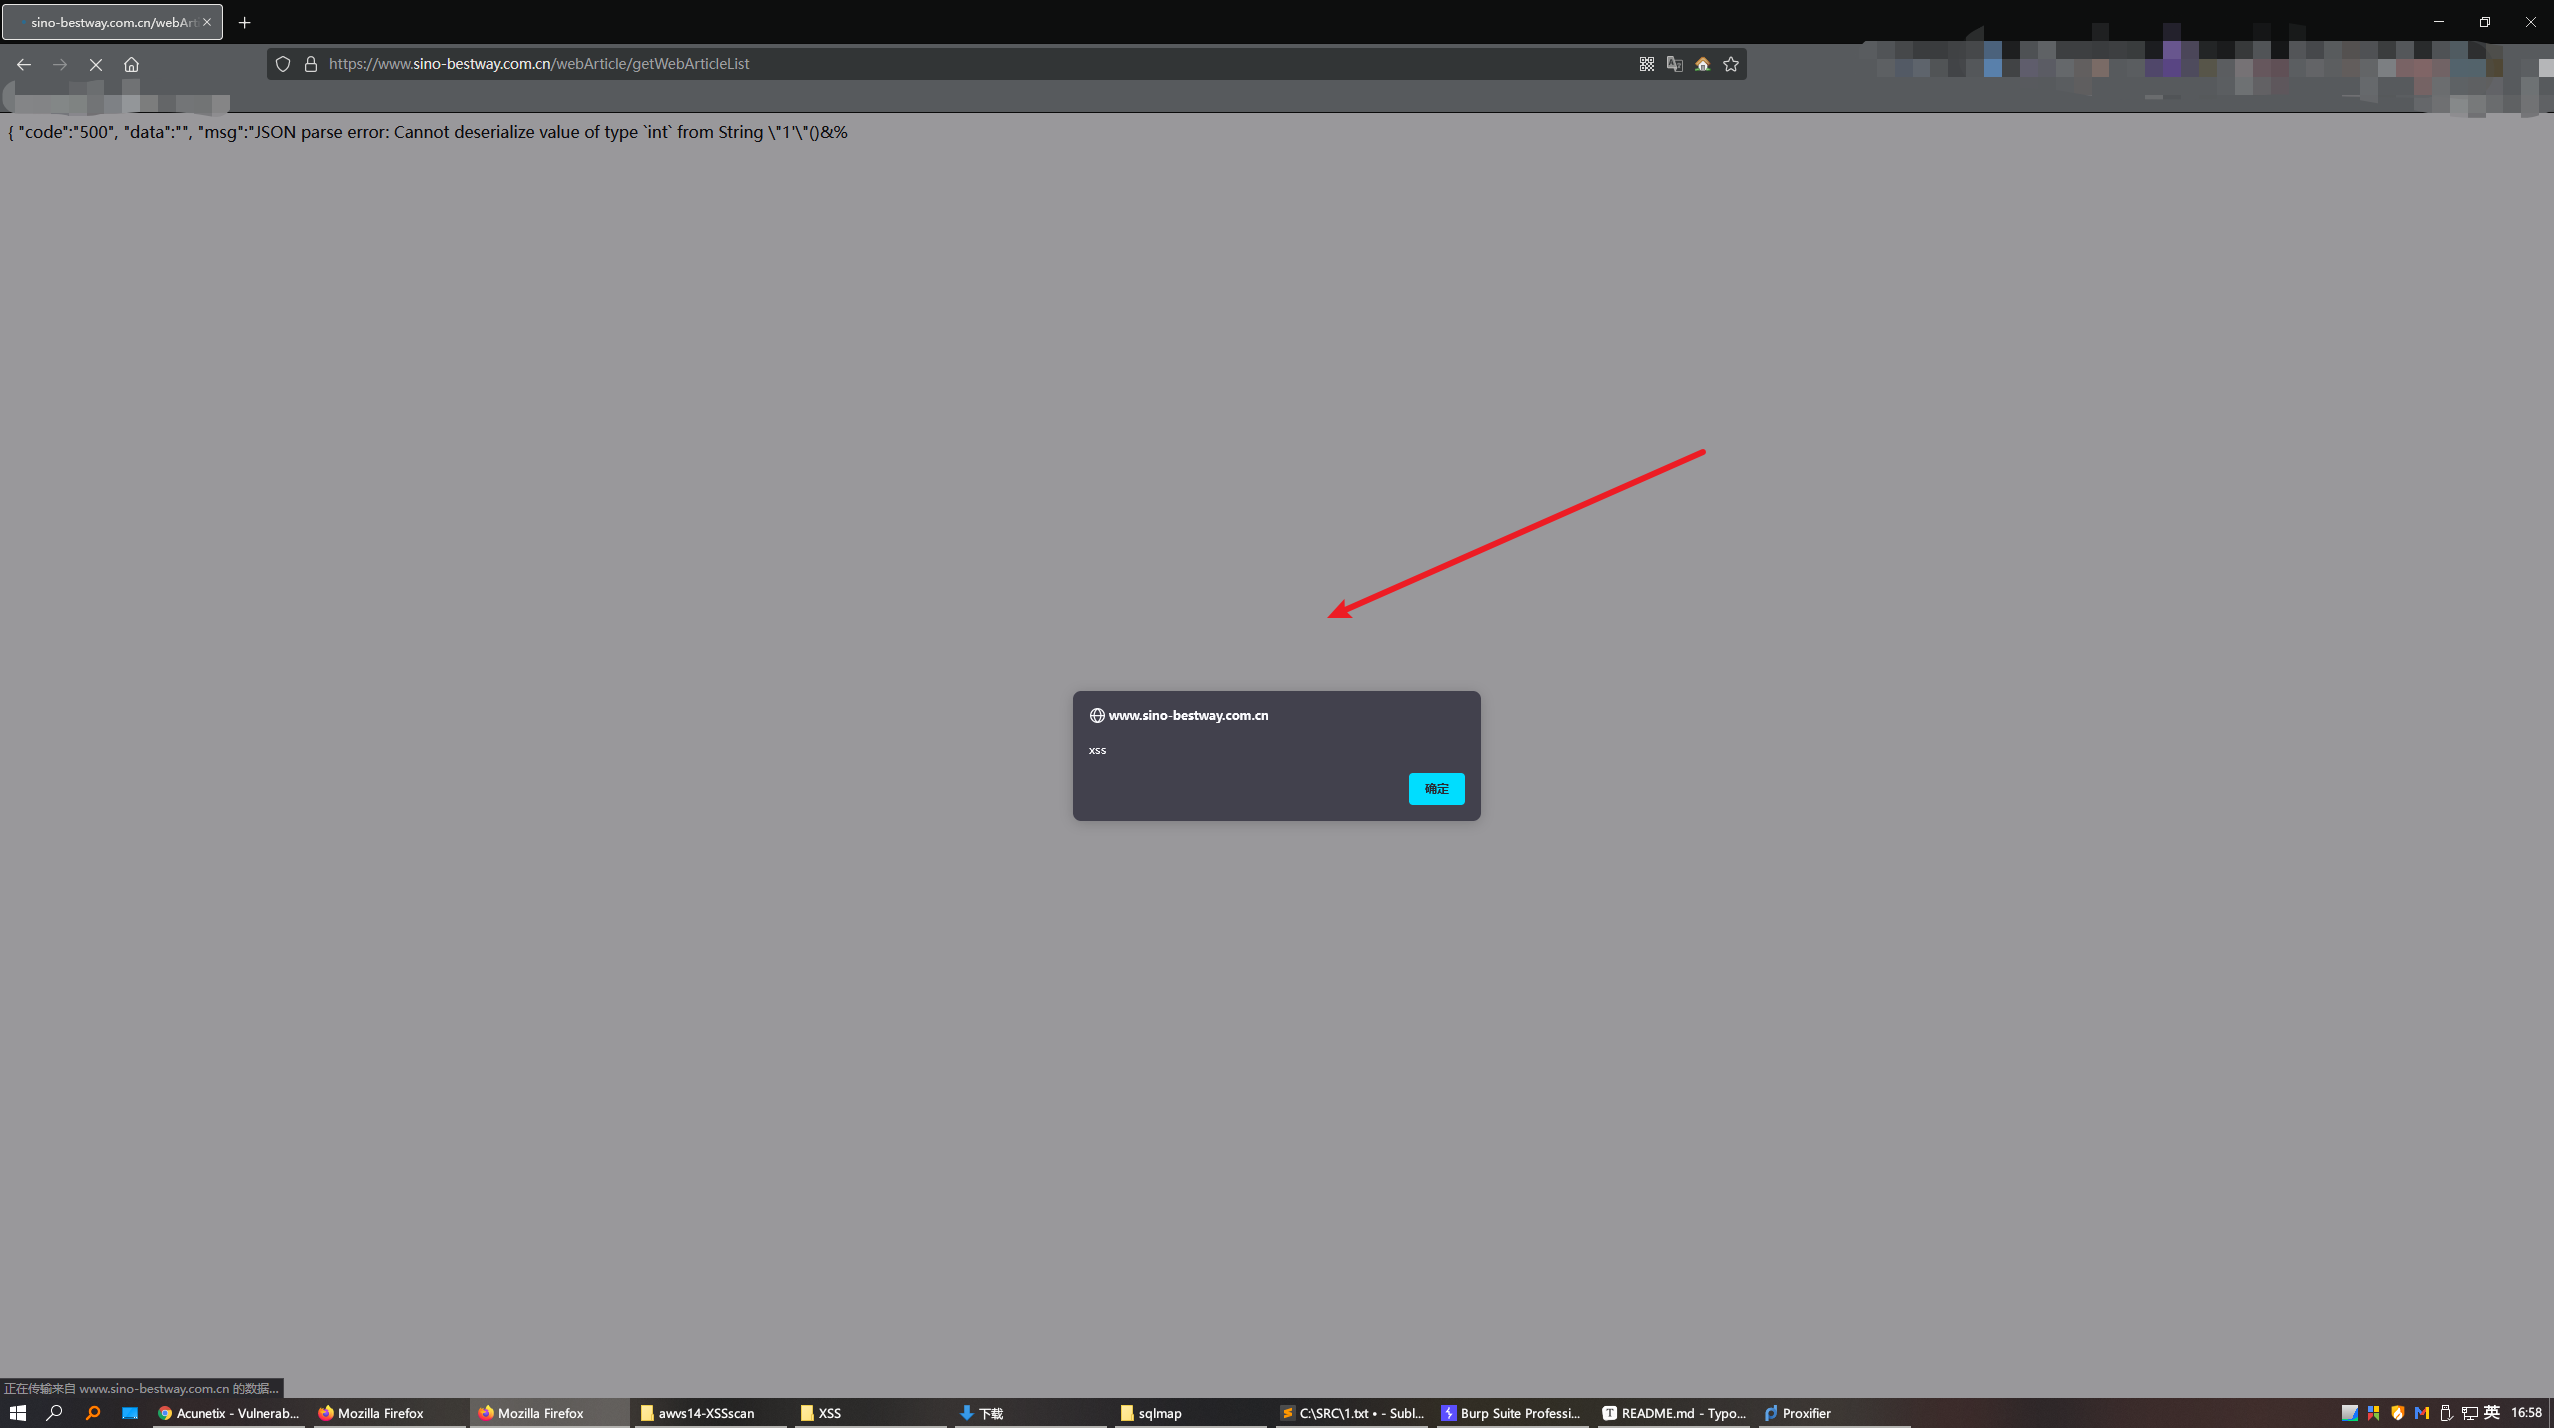 sino-bestway.com.cn/webArti
https://www.sino-bestway.com.cn/webArticle/getWebArticleList
{ "code":"500", "data":"", "msg":"JSON parse error: Cannot deserialize value of type `int` from String \"1'\"()&%
www.sino-bestway.com.cn
xss
确定
正在传输来自 www.sino-bestway.com.cn 的数据...
Acunetix - Vulnerab... Mozilla Firefox Mozilla Firefox awvs14-XSSscan XSS 下载 sqlmap C:\SRC\1.txt • - Subl... Burp Suite Professi... README.md - Typo... Proxifier 英 16:58